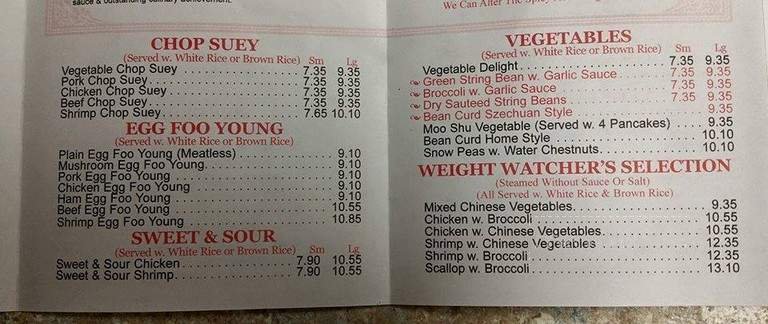 sauce & outstanding culinary achievement.
CHOP SUEY
(Served w. White Rice or Brown Rice) Sm Lg
Vegetable Chop Suey 7.35 9.35
Pork Chop Suey 7.35 9.35
Chicken Chop Suey 7.35 9.35
Beef Chop Suey 7.35 9.35
Shrimp Chop Suey 7.65 10.10
EGG FOO YOUNG
(Served w. White Rice or Brown Rice)
Plain Egg Foo Young (Meatless) 9.10
Mushroom Egg Foo Young 9.10
Pork Egg Foo Young 9.10
Chicken Egg Foo Young 9.10
Ham Egg Foo Young 9.10
Beef Egg Foo Young 10.55
Shrimp Egg Foo Young 10.85
SWEET & SOUR
(Served w. White Rice or Brown Rice) Sm Lg
Sweet & Sour Chicken 7.90 10.55
Sweet & Sour Shrimp 7.90 10.55
We Can Alter The Spicy
VEGETABLES
(Served w. White Rice or Brown Rice) Sm Lg
Vegetable Delight 7.35 9.35
Green String Bean w. Garlic Sauce 7.35 9.35
Broccoli w. Garlic Sauce 7.35 9.35
Dry Sauteed String Beans 7.35 9.35
Bean Curd Szechuan Style 9.35
Moo Shu Vegetable (Served w. 4 Pancakes) 9.35
Bean Curd Home Style 10.10
Snow Peas w. Water Chestnuts 10.10
WEIGHT WATCHER'S SELECTION
(Steamed Without Sauce Or Salt)
(All Served w. White Rice & Brown Rice)
Mixed Chinese Vegetables 9.35
Chicken w. Broccoli 10.55
Chicken w. Chinese Vegetables 10.55
Shrimp w. Chinese Vegetables 12.35
Shrimp w. Broccoli 12.35
Scallop w. Broccoli 13.10